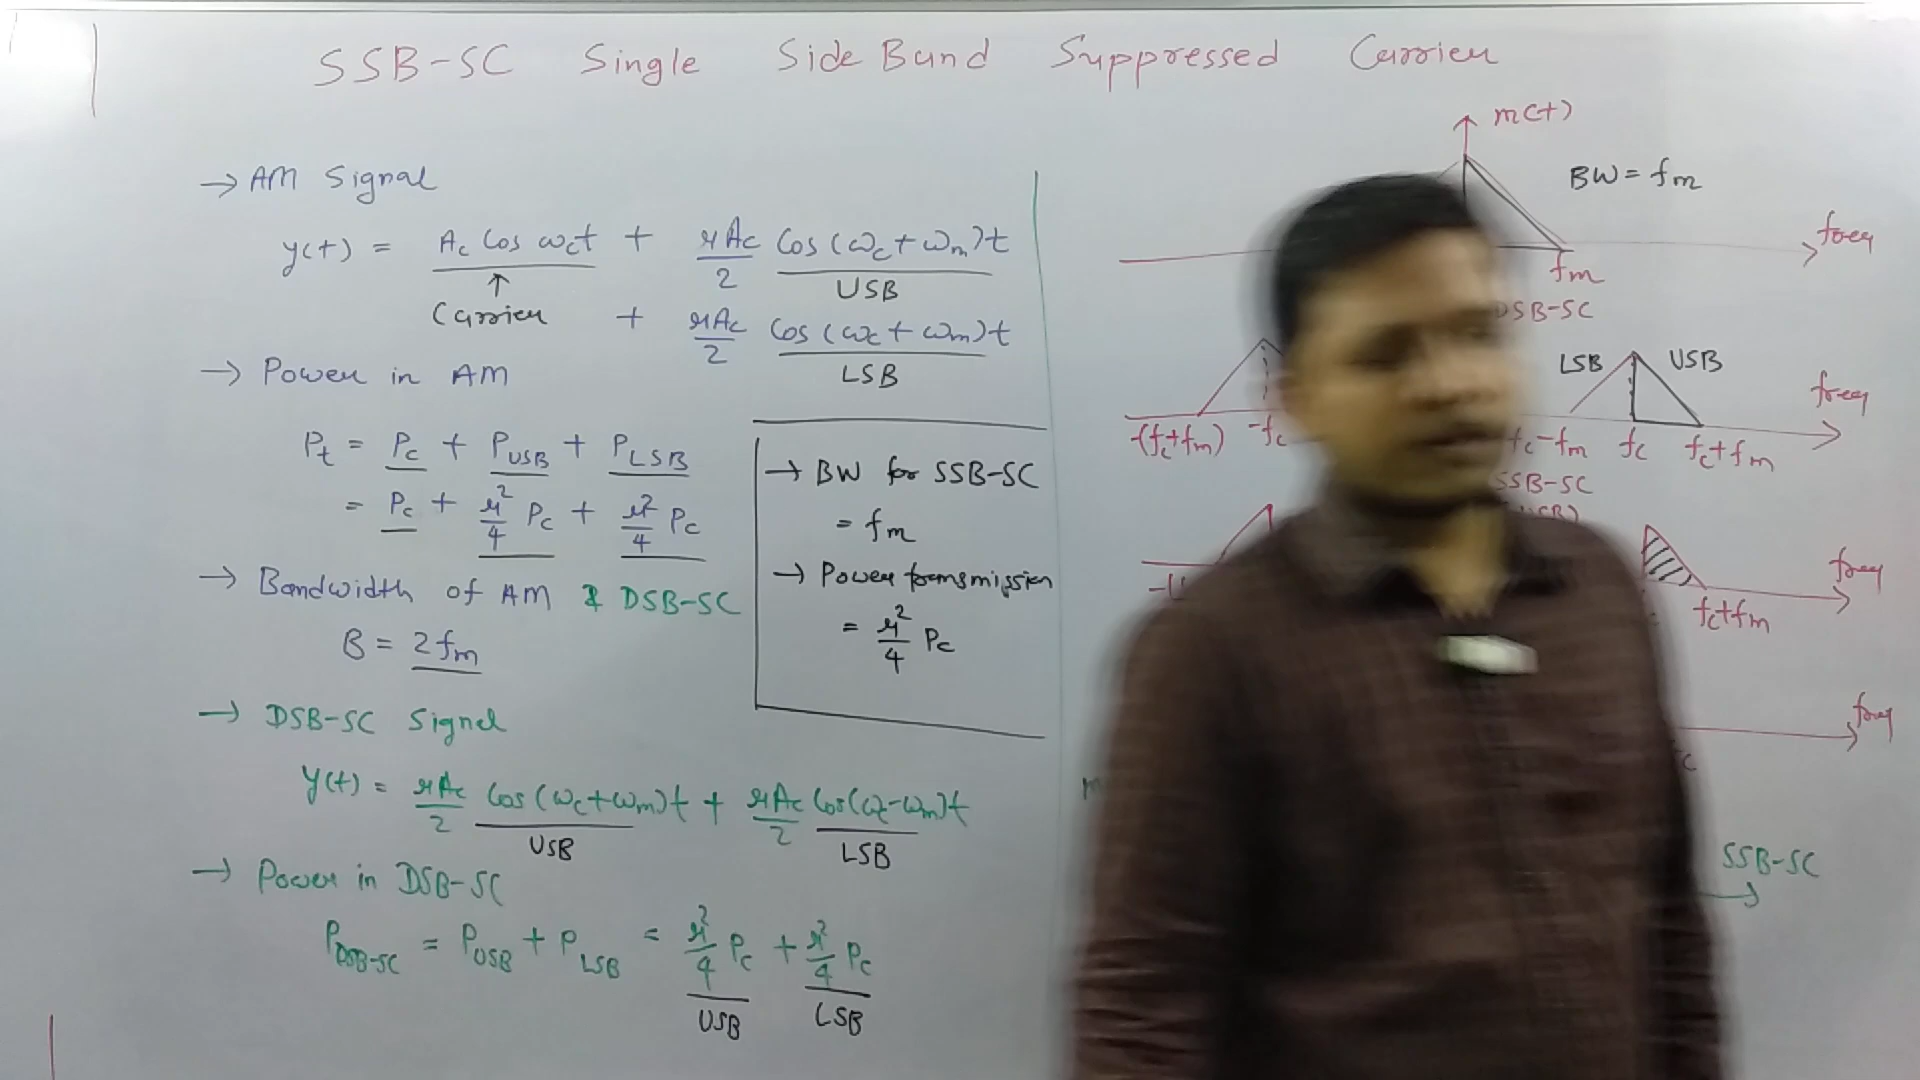 SSB-SC Single Side Band Suppressed Carrier
→ AM Signal
y(t) = Ac Cos ωct + μAc/2 Cos (ωc + ωm)t
Carrier
USB
+ μAc/2 Cos (ωc + ωm)t
LSB
→ Power in AM
Pt = Pc + PUSB + PLSB
= Pc + μ²/4 Pc + μ²/4 Pc
→ Bandwidth of AM & DSB-SC
B = 2fm
→ DSB-SC Signal
y(t) = μAc/2 Cos (ωc+ωm)t + μAc/2 Cos(ωc-ωm)t
USB LSB
→ Power in DSB-SC
PDSB-SC = PUSB + PLSB = μ²/4 Pc + μ²/4 Pc
USB LSB
→ BW for SSB-SC
= fm
→ Power transmission
= μ²/4 Pc
m(t)
BW = fm
freq
fm
DSB-SC
LSB USB
freq
-(fc+fm) -fc fc-fm fc fc+fm
SSB-SC
freq
fc+fm
freq
SSB-SC